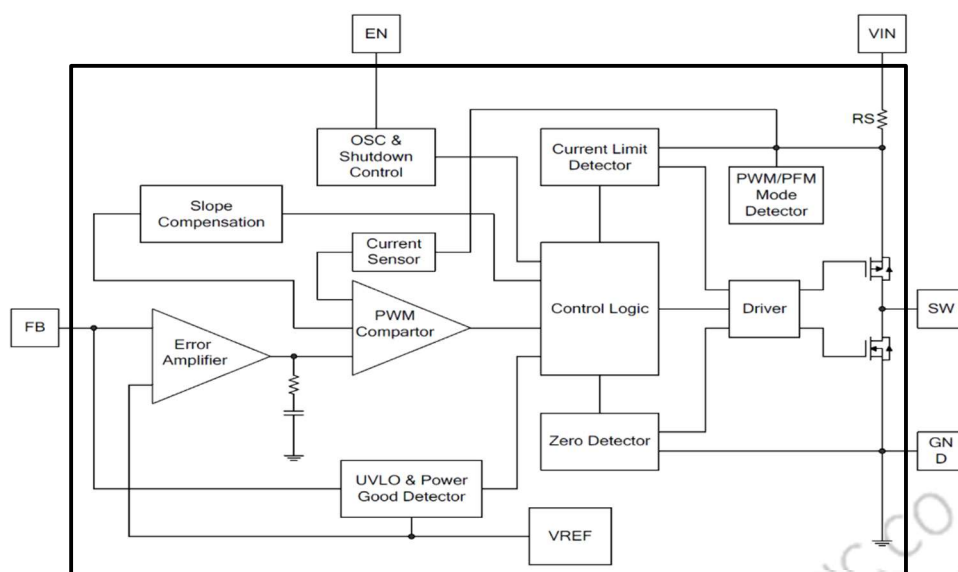 EN
VIN
RS
OSC &
Shutdown
Control
Current Limit
Detector
PWM/PFM
Mode
Detector
Slope
Compensation
Current
Sensor
PWM
Compartor
Control Logic
Driver
SW
FB
Error
Amplifier
Zero Detector
GN
D
UVLO & Power
Good Detector
VREF